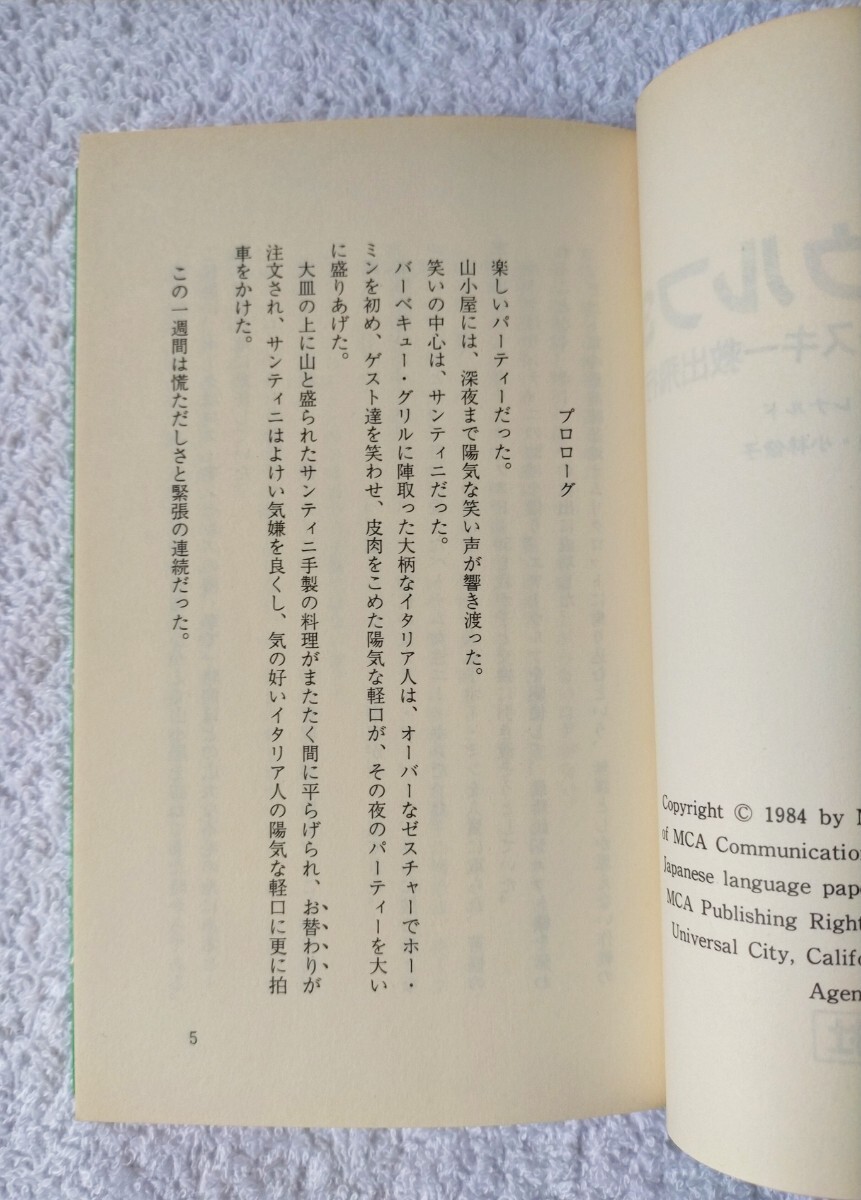 プロローグ
楽しいパーティーだった。
山小屋には、深夜まで陽気な笑い声が響き渡った。
笑いの中心は、サンティニだった。
バーベキュー・グリルに陣取った大柄なイタリア人は、オーバーなゼスチャーでホー・
ミンを初め、ゲスト達を笑わせ、皮肉をこめた陽気な軽口が、その夜のパーティーを大い
に盛りあげた。
大皿の上に山と盛られたサンティニ手製の料理がまたたく間に平らげられ、お替わりが
注文され、サンティニはよけい気嫌を良くし、気の好いイタリア人の陽気な軽口に更に拍
車をかけた。
この一週間は慌ただしさと緊張の連続だった。
5
Copyright © 1984 by
of MCA Communication
Japanese language pape
MCA Publishing Right
Universal City, Califo
Agen